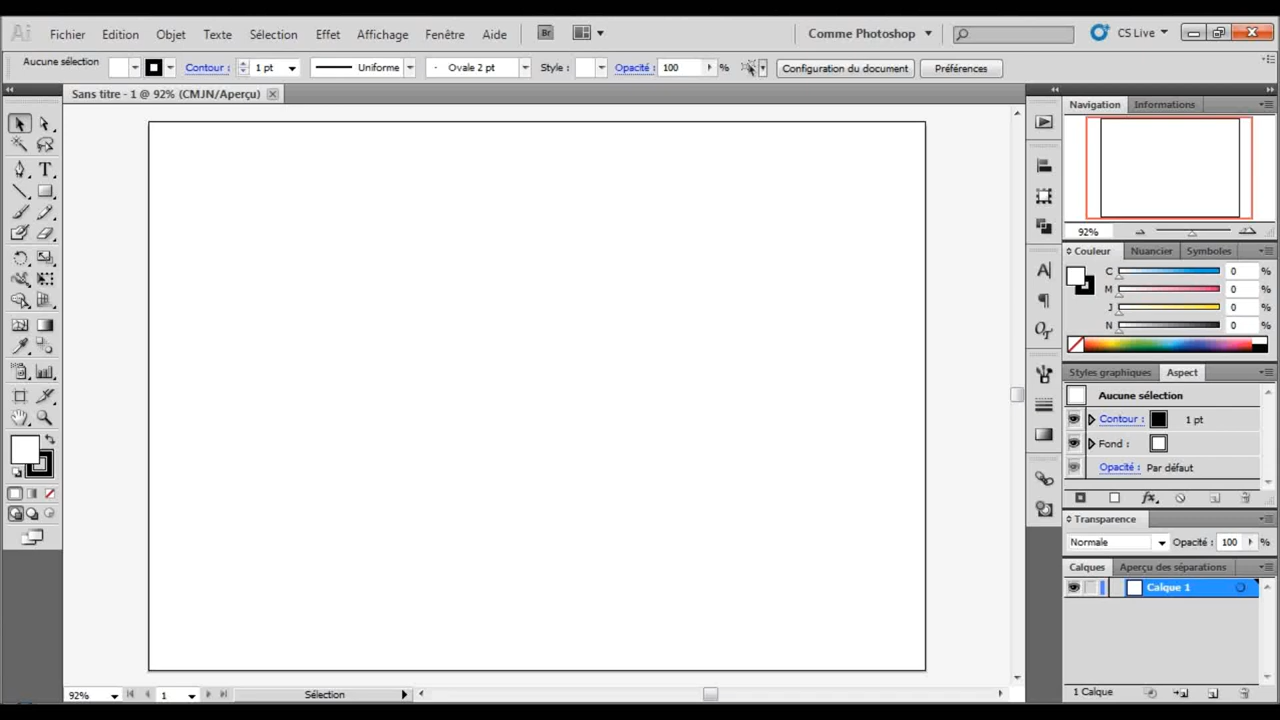 Ai Fichier Edition Objet Texte Sélection Effet Affichage Fenêtre Aide Br Comme Photoshop CS Live
Aucune sélection Contour : 1 pt Uniforme Ovale 2 pt Style : Opacité : 100 % Configuration du document Préférences
Sans titre - 1 @ 92% (CMJN/Aperçu)
Navigation Informations
92%
Couleur Nuancier Symboles
C 0 %
M 0 %
J 0 %
N 0 %
Styles graphiques Aspect
Aucune sélection
Contour : 1 pt
Fond :
Opacité : Par défaut
fx
Transparence
Normale Opacité : 100 %
Calques Aperçu des séparations
Calque 1
1 Calque
92% 1 Sélection